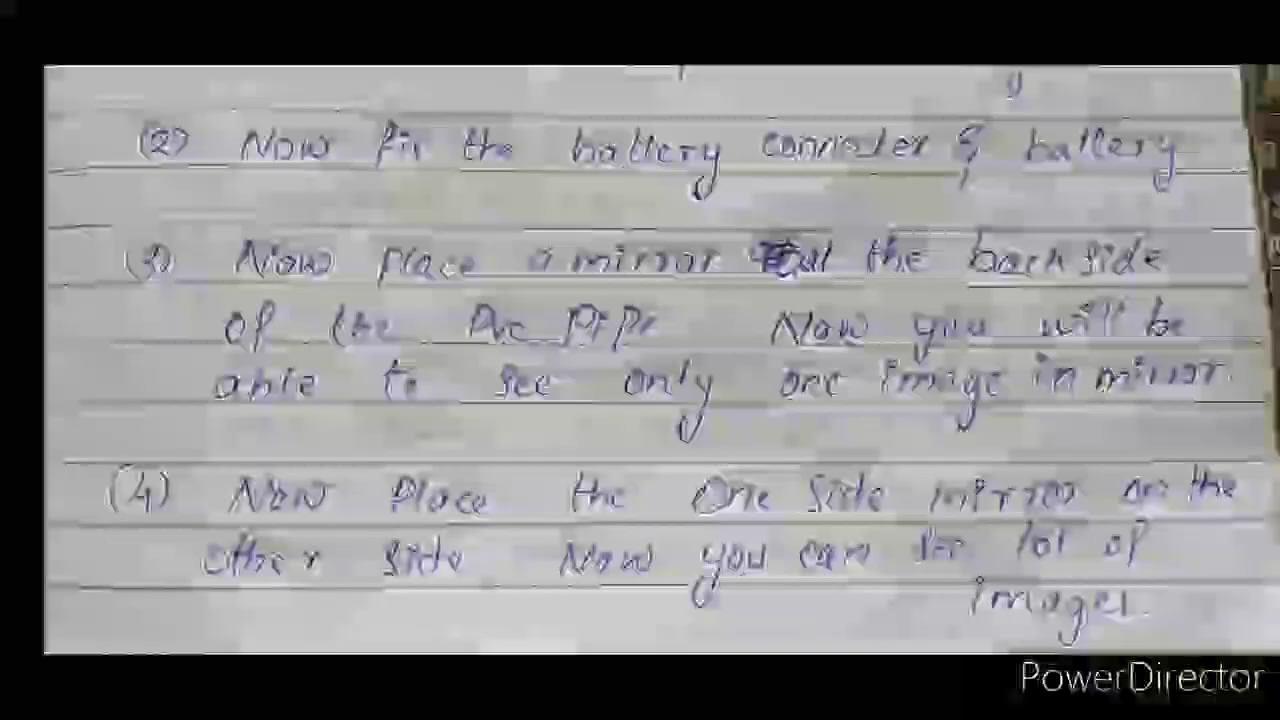 (2) Now fix the battery connecter & battery
(3) Now place a mirror at the back side
of the Pvc Pipe Now you will be
able to see only one image in mirror.
(4) Now Place the One Side mirror on the
other side Now you can see lot of
images.
PowerDirector